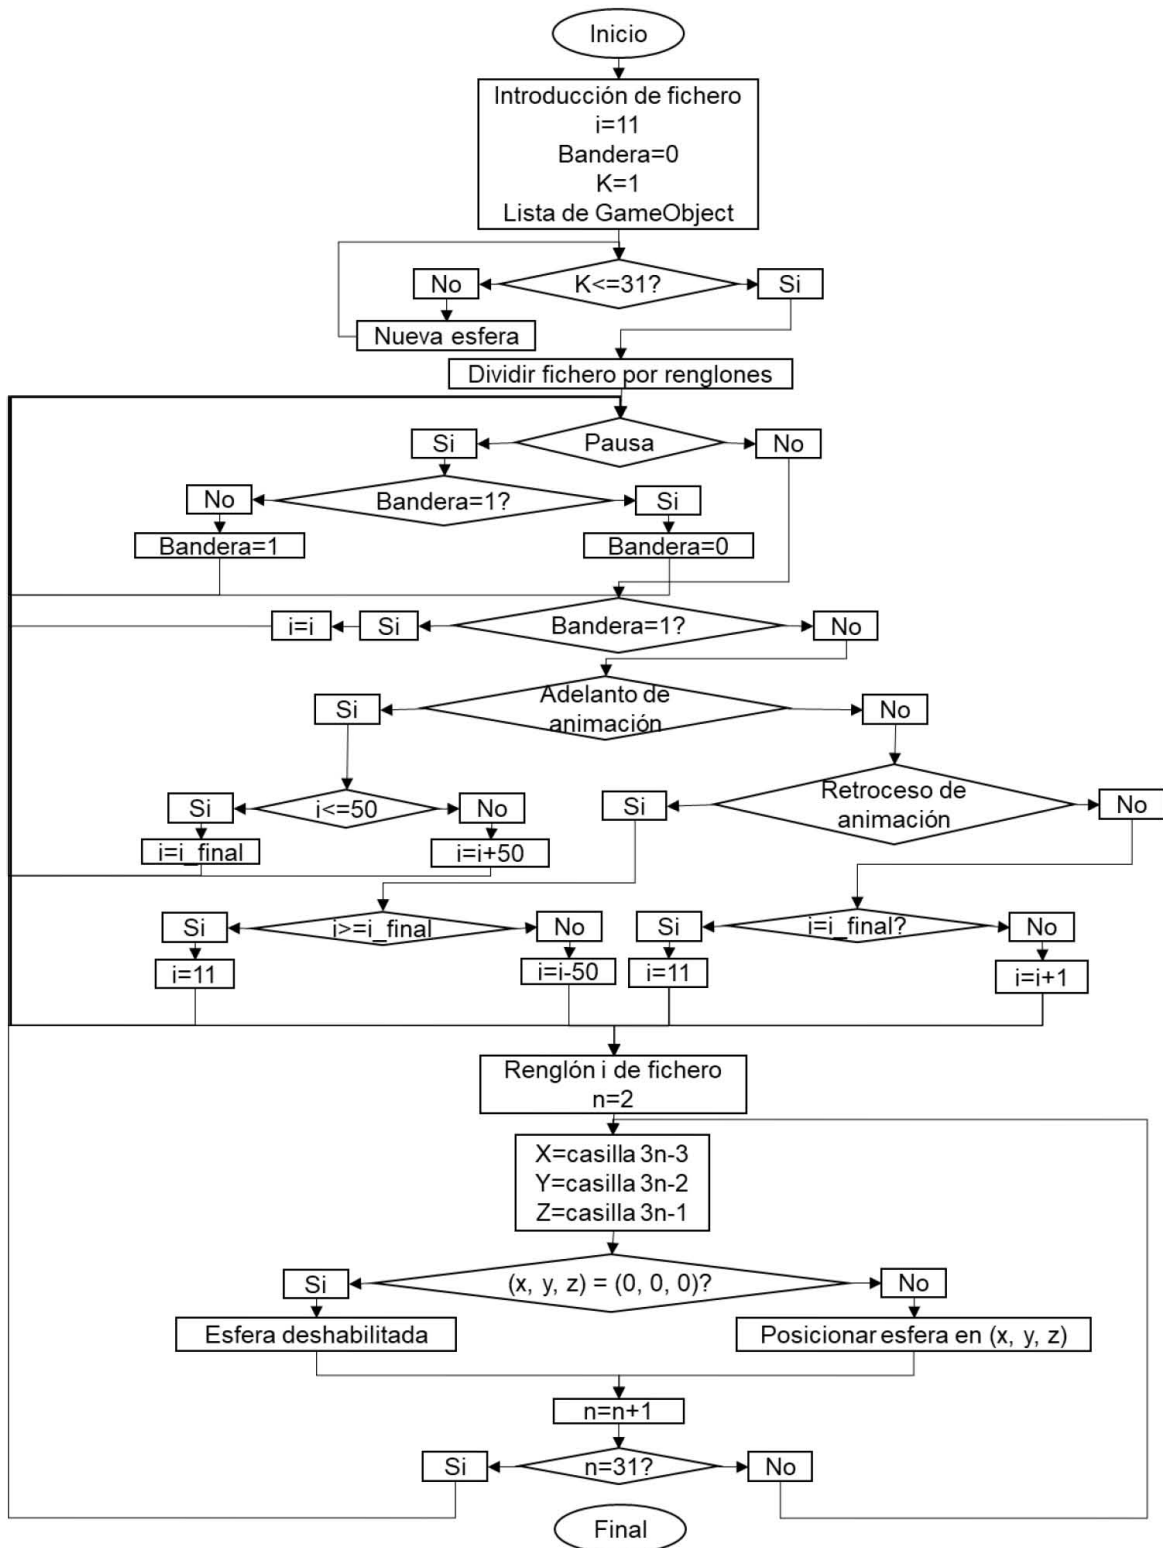 Inicio
Introducción de fichero
i=11
Bandera=0
K=1
Lista de GameObject
No
K<=31?
Si
Nueva esfera
Dividir fichero por renglones
Si
Pausa
No
No
Bandera=1?
Si
Bandera=1
Bandera=0
i=i
Si
Bandera=1?
No
Si
Adelanto de
animación
No
Si
i<=50
No
Si
Retroceso de
animación
No
i=i_final
i=i+50
Si
i>=i_final
No
Si
i=i_final?
No
i=11
i=i-50
i=11
i=i+1
Renglón i de fichero
n=2
X=casilla 3n-3
Y=casilla 3n-2
Z=casilla 3n-1
Si
(x, y, z) = (0, 0, 0)?
No
Esfera deshabilitada
Posicionar esfera en (x, y, z)
n=n+1
Si
n=31?
No
Final